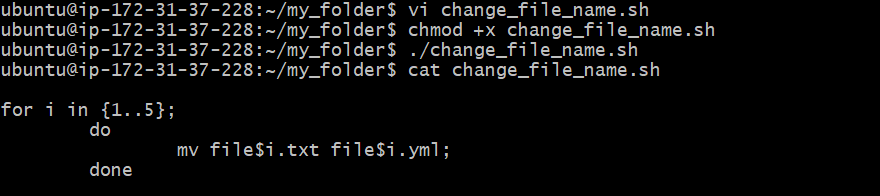 ubuntu@ip-172-31-37-228:~/my_folder$ vi change_file_name.sh
ubuntu@ip-172-31-37-228:~/my_folder$ chmod +x change_file_name.sh
ubuntu@ip-172-31-37-228:~/my_folder$ ./change_file_name.sh
ubuntu@ip-172-31-37-228:~/my_folder$ cat change_file_name.sh

for i in {1..5};
        do
                mv file$i.txt file$i.yml;
        done